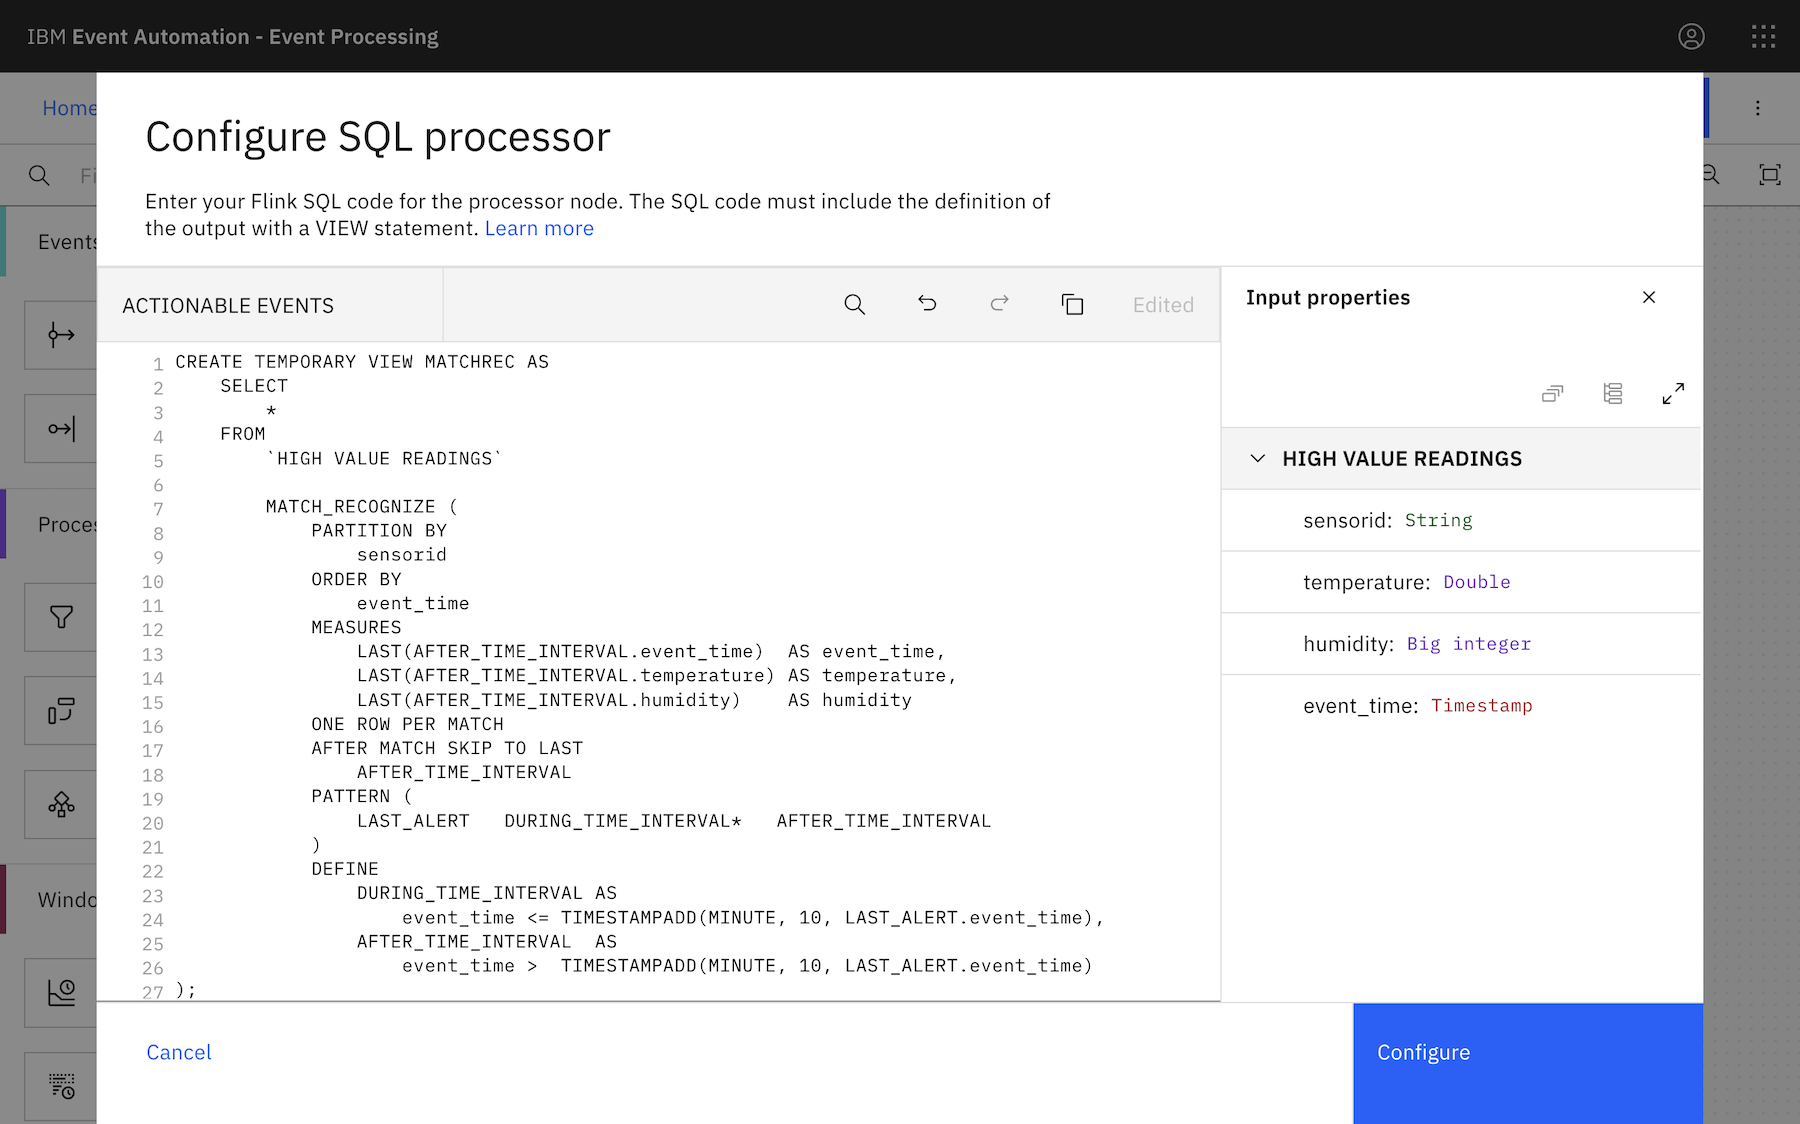 IBM Event Automation - Event Processing
Home
Configure SQL processor
Enter your Flink SQL code for the processor node. The SQL code must include the definition of
the output with a VIEW statement. Learn more
Events
ACTIONABLE EVENTS
Edited
1 CREATE TEMPORARY VIEW MATCHREC AS
2 SELECT
3 *
4 FROM
5 `HIGH VALUE READINGS`
6
7 MATCH_RECOGNIZE (
8 PARTITION BY
9 sensorid
10 ORDER BY
11 event_time
12 MEASURES
13 LAST(AFTER_TIME_INTERVAL.event_time) AS event_time,
14 LAST(AFTER_TIME_INTERVAL.temperature) AS temperature,
15 LAST(AFTER_TIME_INTERVAL.humidity) AS humidity
16 ONE ROW PER MATCH
17 AFTER MATCH SKIP TO LAST
18 AFTER_TIME_INTERVAL
19 PATTERN (
20 LAST_ALERT DURING_TIME_INTERVAL* AFTER_TIME_INTERVAL
21 )
22 DEFINE
23 DURING_TIME_INTERVAL AS
24 event_time <= TIMESTAMPADD(MINUTE, 10, LAST_ALERT.event_time),
25 AFTER_TIME_INTERVAL AS
26 event_time > TIMESTAMPADD(MINUTE, 10, LAST_ALERT.event_time)
27 );
Input properties
HIGH VALUE READINGS
sensorid: String
temperature: Double
humidity: Big integer
event_time: Timestamp
Cancel
Configure